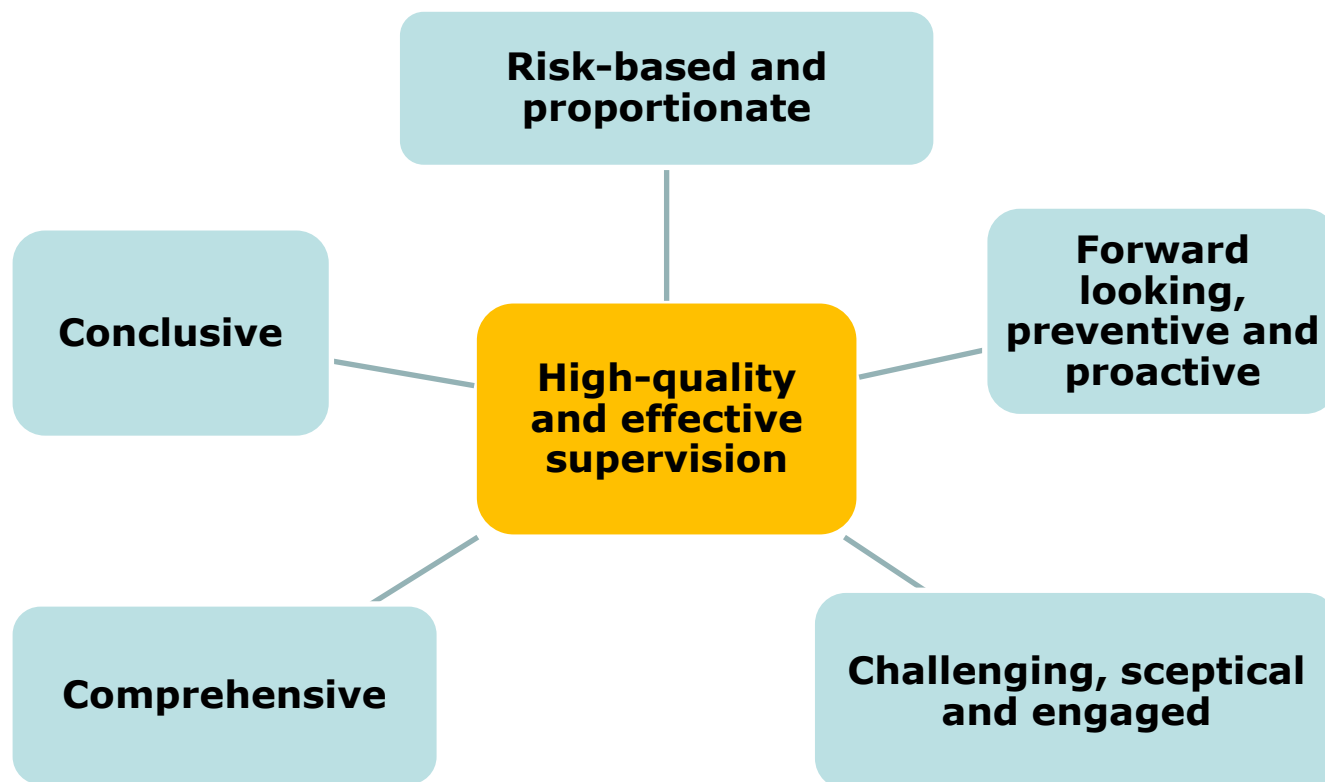 Risk-based and
proportionate
Forward
looking,
preventive and
proactive
Conclusive
High-quality
and effective
supervision
Comprehensive
Challenging, sceptical
and engaged